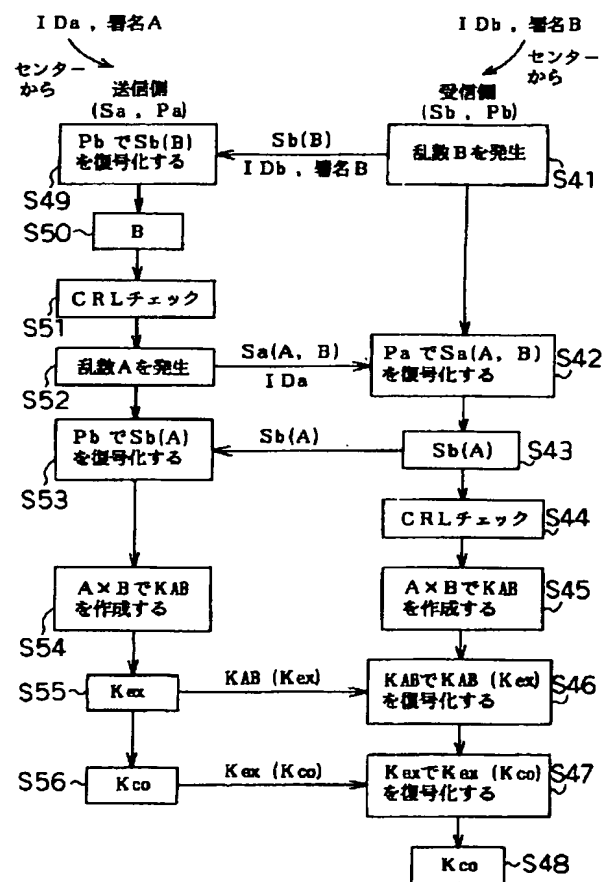 IDa，署名A
IDb，署名B
センター
から
センター
から
送信側
(Sa，Pa)
受信側
(Sb，Pb)
PbでSb(B)
を復号化する
S49
Sb(B)
IDb，署名B
乱数Bを発生
S41
B
S50
CRLチェック
S51
乱数Aを発生
S52
Sa(A，B)
IDa
PaでSa(A，B)
を復号化する
S42
PbでSb(A)
を復号化する
S53
Sb(A)
Sb(A)
S43
CRLチェック
S44
A×BでKAB
を作成する
S54
A×BでKAB
を作成する
S45
S55
Kex
KAB (Kex)
KABでKAB (Kex)
を復号化する
S46
S56
Kco
Kex (Kco)
KexでKex (Kco)
を復号化する
S47
Kco
S48